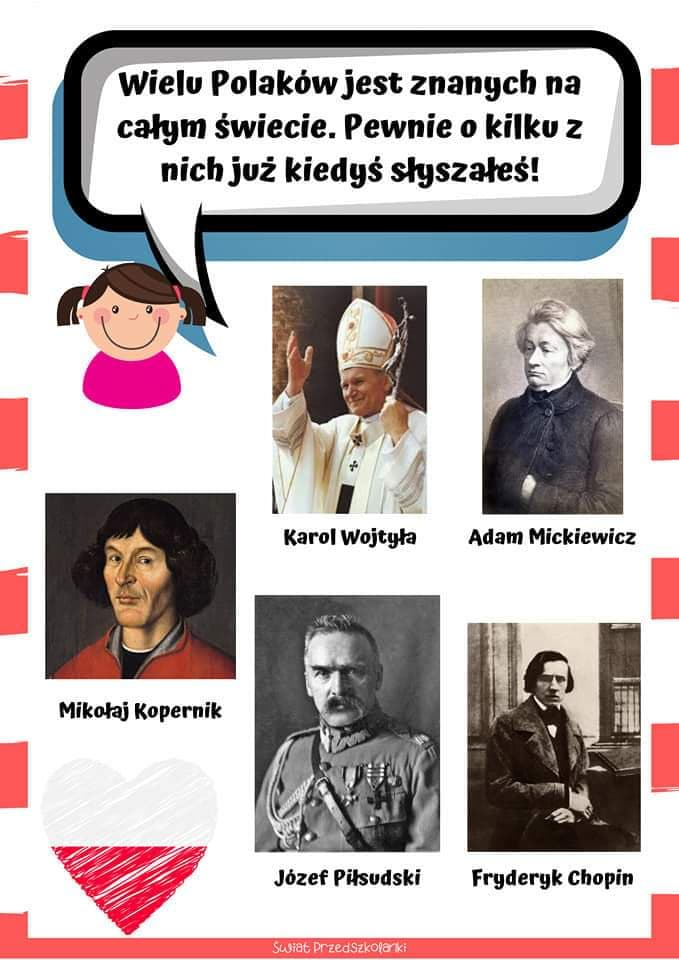 Wielu Polaków jest znanych na
całym świecie. Pewnie o kilku z
nich już kiedyś słyszałeś!
Karol Wojtyła
Adam Mickiewicz
Mikołaj Kopernik
Józef Piłsudski
Fryderyk Chopin
Świat Przedszkolanki